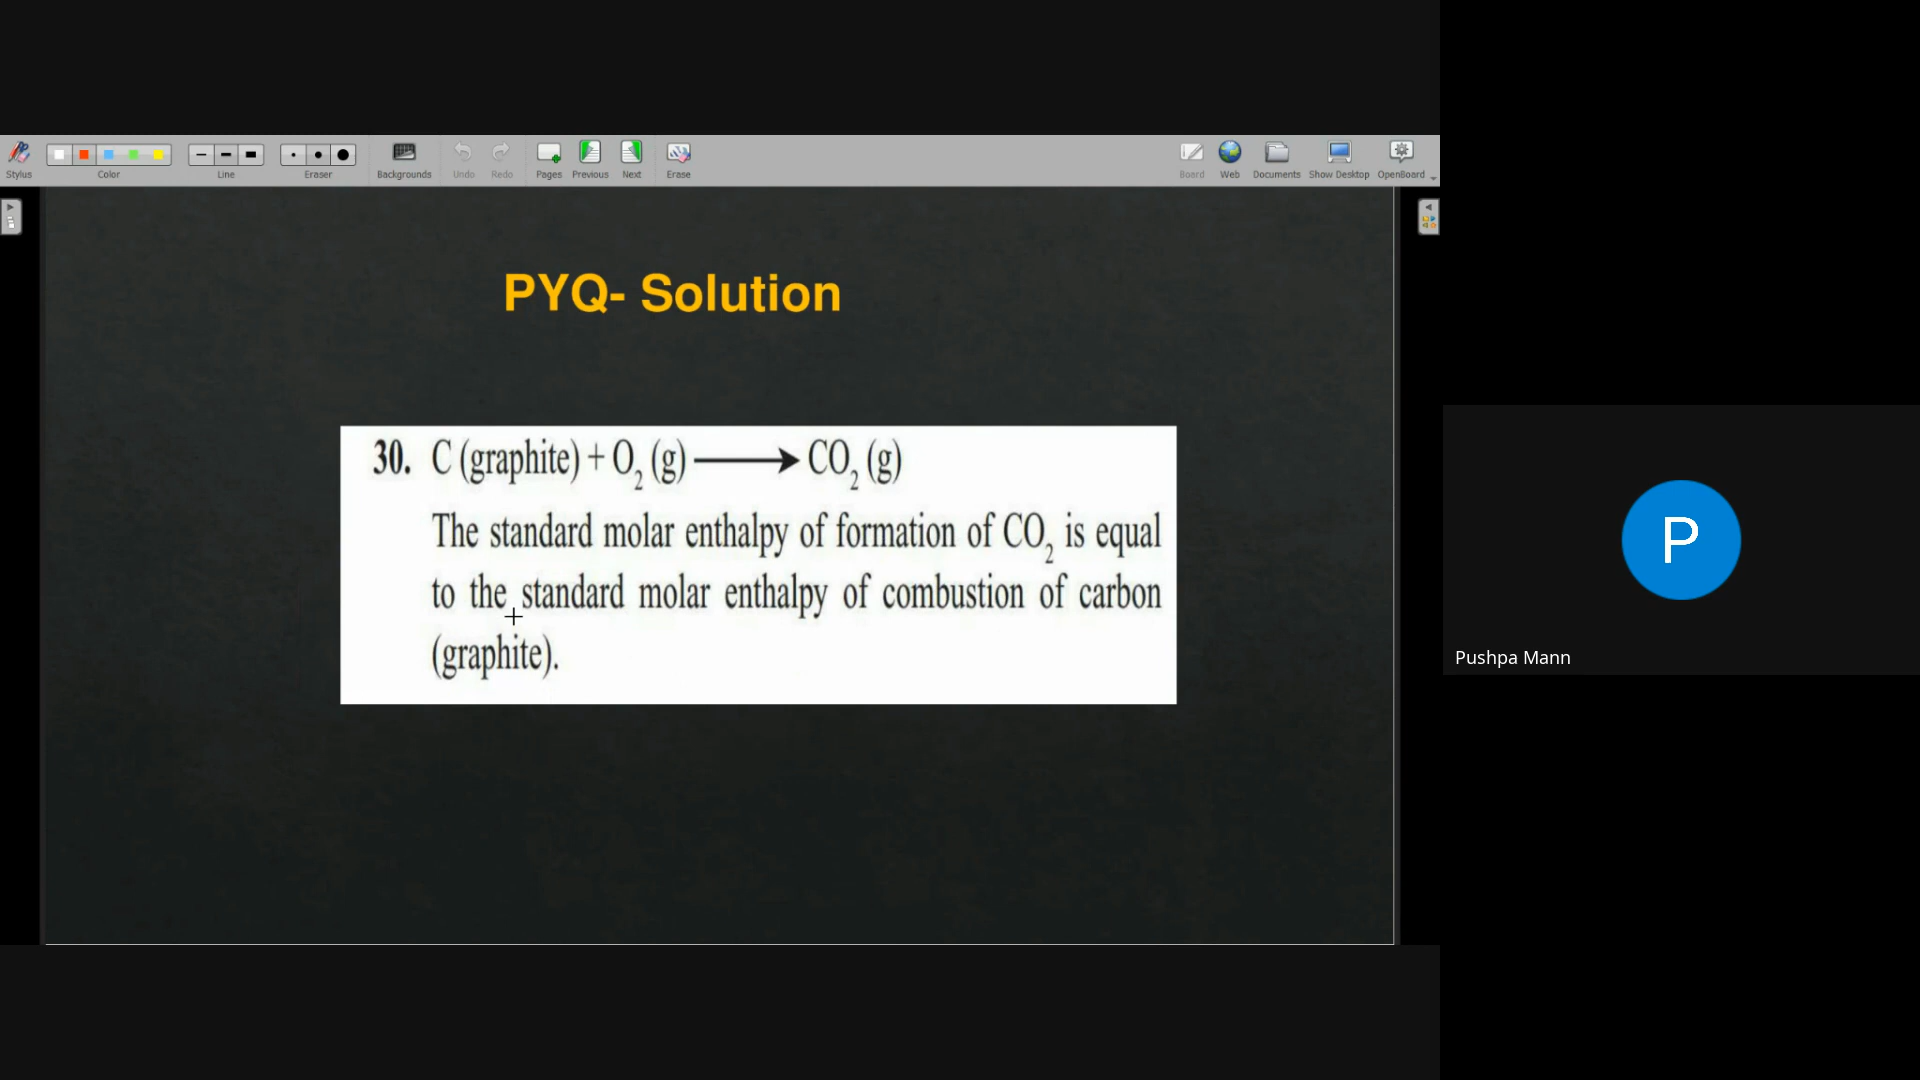 Stylus
Color
Line
Eraser
Backgrounds
Undo
Redo
Pages
Previous
Next
Erase
Board
Web
Documents
Show Desktop
OpenBoard
PYQ- Solution
30. C (graphite) + O₂ (g) ⟶ CO₂ (g)
The standard molar enthalpy of formation of CO₂ is equal
to the standard molar enthalpy of combustion of carbon
(graphite).
P
Pushpa Mann